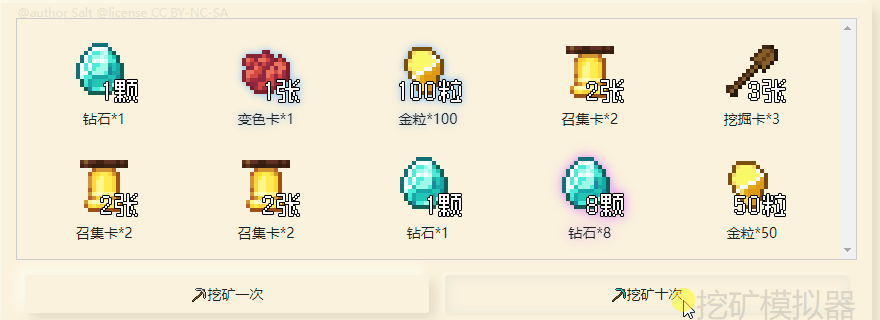 @author Salt @license CC BY-NC-SA
1颗 1张 100粒 2张 3张
钻石*1 变色卡*1 金粒*100 召集卡*2 挖掘卡*3
2张 2张 1颗 8颗 50粒
召集卡*2 召集卡*2 钻石*1 钻石*8 金粒*50
挖矿一次 挖矿十次
挖矿模拟器